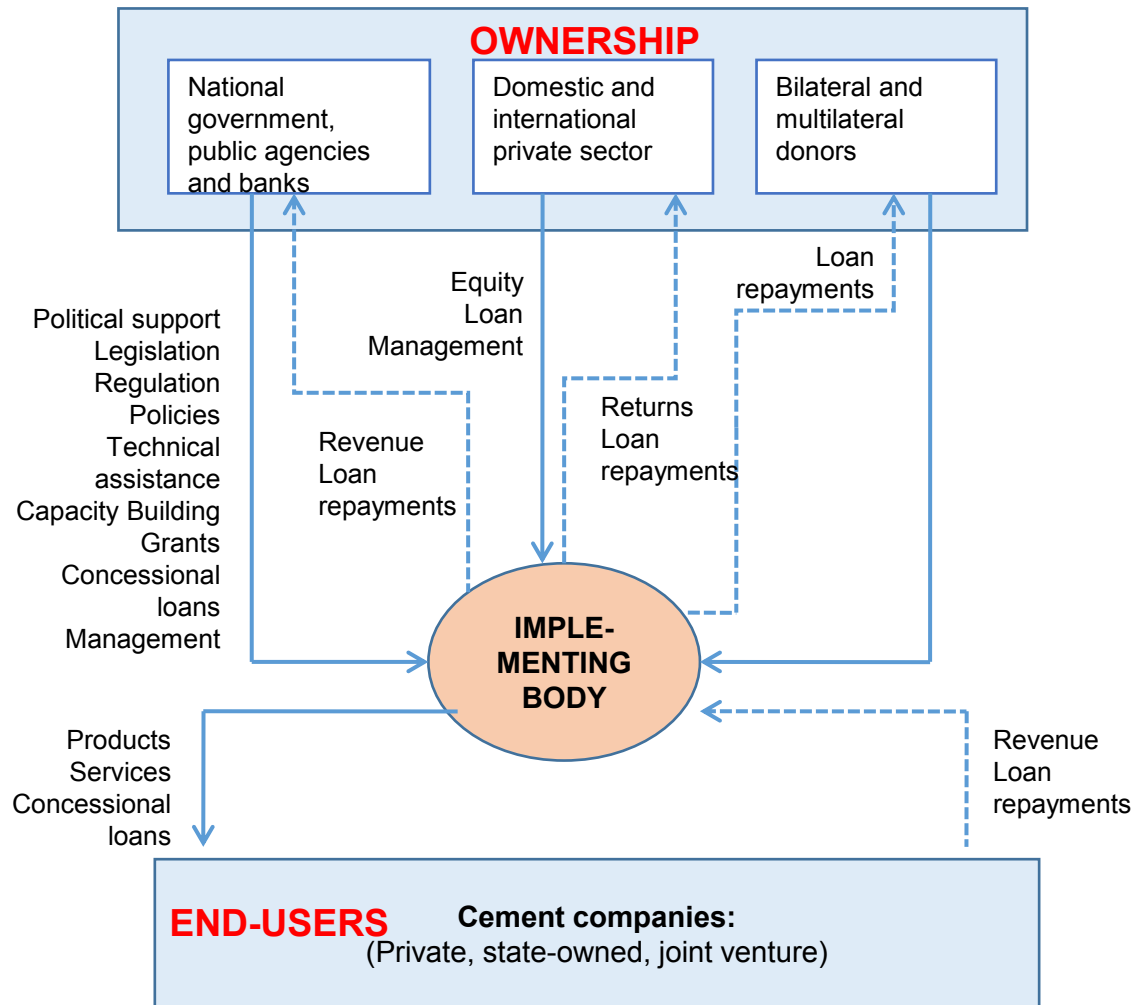 OWNERSHIP
National
government,
public agencies
and banks
Domestic and
international
private sector
Bilateral and
multilateral
donors
Political support
Legislation
Regulation
Policies
Technical
assistance
Capacity Building
Grants
Concessional
loans
Management
Revenue
Loan
repayments
Equity
Loan
Management
Returns
Loan
repayments
Loan
repayments
IMPLE-
MENTING
BODY
Products
Services
Concessional
loans
Revenue
Loan
repayments
END-USERS
Cement companies:
(Private, state-owned, joint venture)